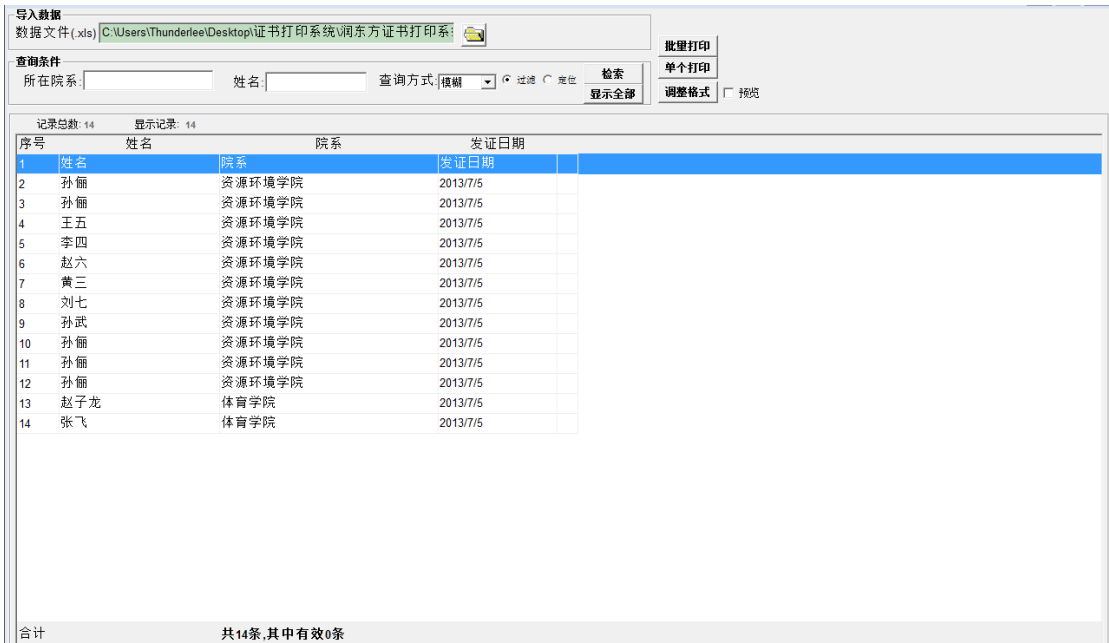 导入数据
数据文件(.xls) C:\Users\Thunderlee\Desktop\证书打印系统\润东方证书打印系
批里打印
查询条件
单个打印
所在院系: 姓名: 查询方式: 模糊 过滤 定位 检索
显示全部 调整格式 预览
记录总数: 14 显示记录: 14
序号 姓名 院系 发证日期
1 姓名 院系 发证日期
2 孙俪 资源环境学院 2013/7/5
3 孙俪 资源环境学院 2013/7/5
4 王五 资源环境学院 2013/7/5
5 李四 资源环境学院 2013/7/5
6 赵六 资源环境学院 2013/7/5
7 黄三 资源环境学院 2013/7/5
8 刘七 资源环境学院 2013/7/5
9 孙武 资源环境学院 2013/7/5
10 孙俪 资源环境学院 2013/7/5
11 孙俪 资源环境学院 2013/7/5
12 孙俪 资源环境学院 2013/7/5
13 赵子龙 体育学院 2013/7/5
14 张飞 体育学院 2013/7/5
合计 共14条,其中有效0条